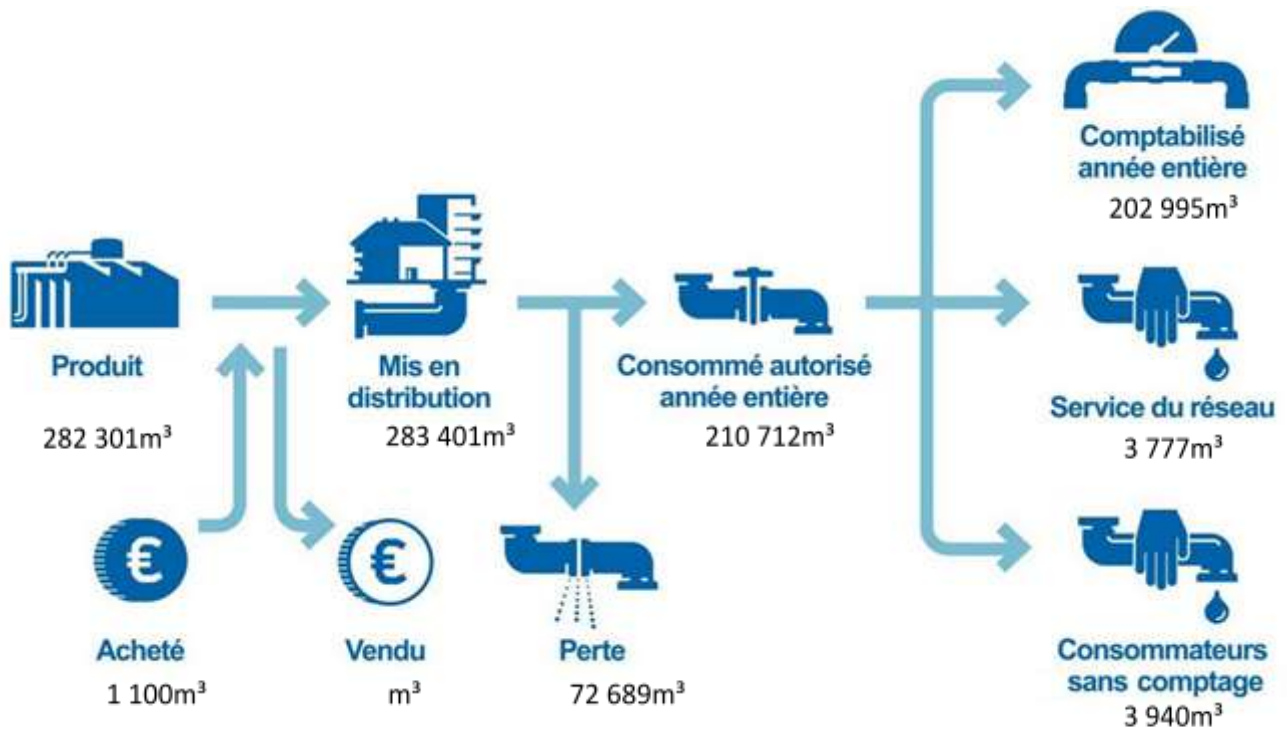 Comptabilisé
année entière
202 995m³
Produit
282 301m³
Mis en
distribution
283 401m³
Consommé autorisé
année entière
210 712m³
Service du réseau
3 777m³
€
Acheté
1 100m³
€
Vendu
m³
Perte
72 689m³
Consommateurs
sans comptage
3 940m³